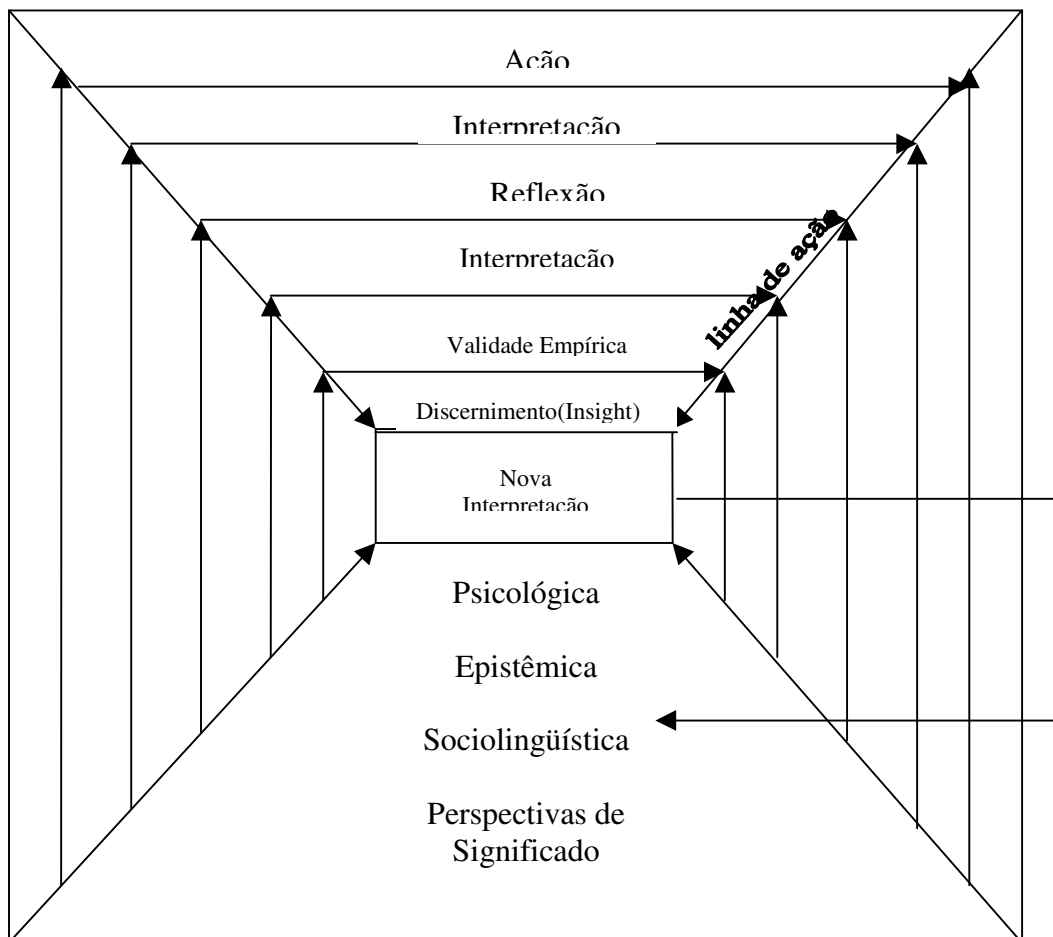 Ação
Interpretação
Reflexão
Interpretação
linha de ação
Validade Empírica
Discernimento(Insight)
Nova
Interpretação
Psicológica
Epistêmica
Sociolingüística
Perspectivas de
Significado